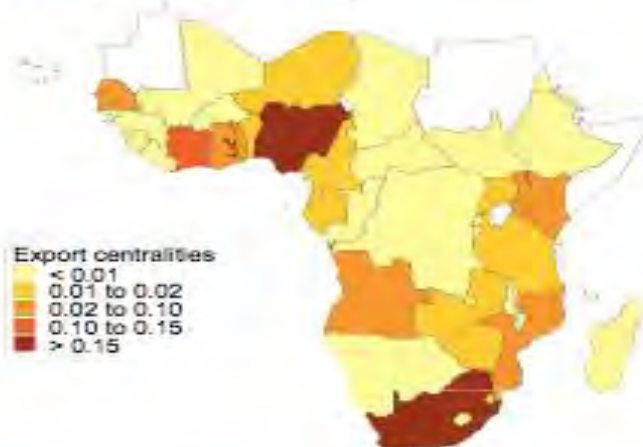 Export centralities
< 0.01
0.01 to 0.02
0.02 to 0.10
0.10 to 0.15
> 0.15